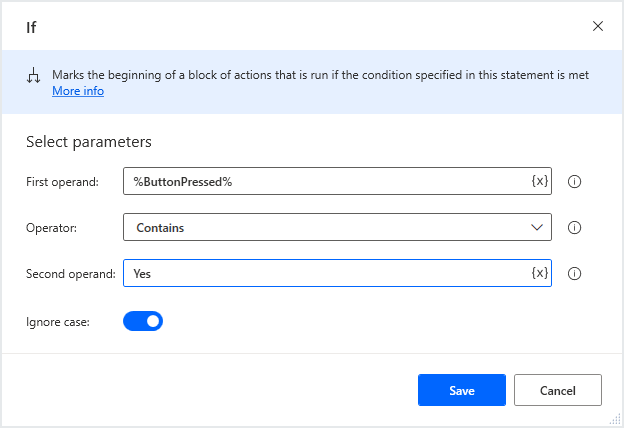 If
Marks the beginning of a block of actions that is run if the condition specified in this statement is met
More info
Select parameters
First operand: %ButtonPressed% {x}
Operator: Contains
Second operand: Yes {x}
Ignore case:
Save Cancel